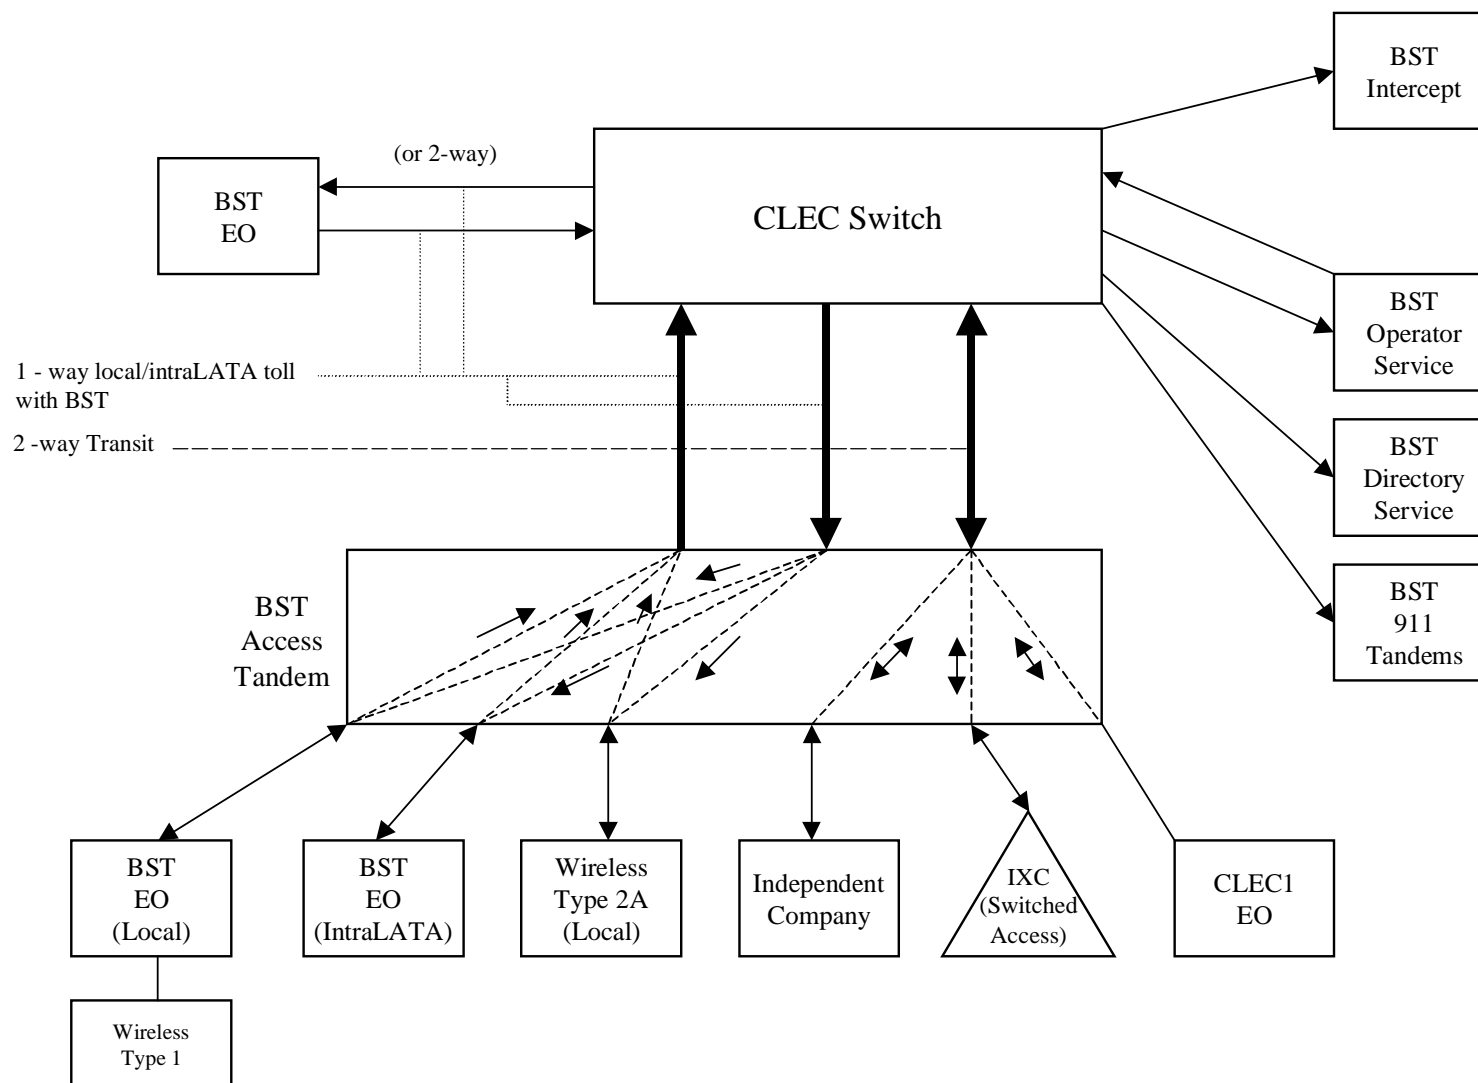 BST
Intercept
(or 2-way)
BST
EO
CLEC Switch
BST
Operator
Service
1 - way local/intraLATA toll
with BST
2 -way Transit
BST
Directory
Service
BST
911
Tandems
BST
Access
Tandem
BST
EO
(Local)
BST
EO
(IntraLATA)
Wireless
Type 2A
(Local)
Independent
Company
IXC
(Switched
Access)
CLEC1
EO
Wireless
Type 1